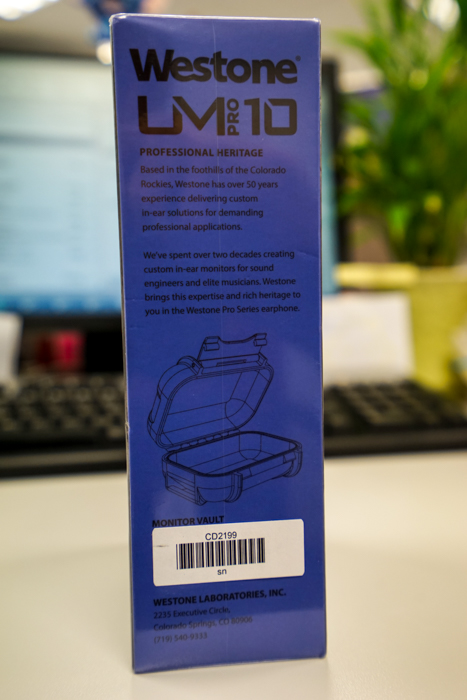 Westone®
UM PRO 10
PROFESSIONAL HERITAGE
Based in the foothills of the Colorado
Rockies, Westone has over 50 years
experience delivering custom
in-ear solutions for demanding
professional applications.
We've spent over two decades creating
custom in-ear monitors for sound
engineers and elite musicians. Westone
brings this expertise and rich heritage to
you in the Westone Pro Series earphone.
MONITOR VAULT
CD2199
sn
WESTONE LABORATORIES, INC.
2235 Executive Circle,
Colorado Springs, CO 80906
(719) 540-9333